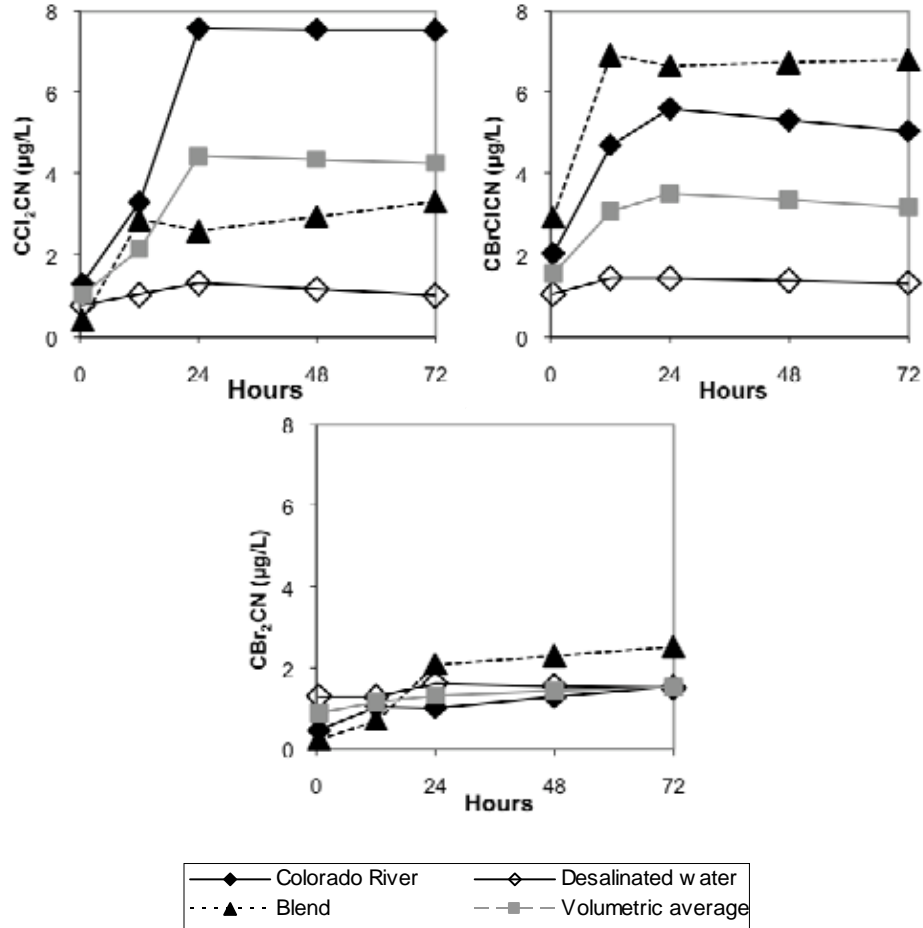 8
6
4
2
0
CCl₂CN (µg/L)
0 24 48 72
Hours
8
6
4
2
0
CBrClCN (µg/L)
0 24 48 72
Hours
8
6
4
2
0
CBr₂CN (µg/L)
0 24 48 72
Hours
Colorado River Desalinated water
Blend Volumetric average